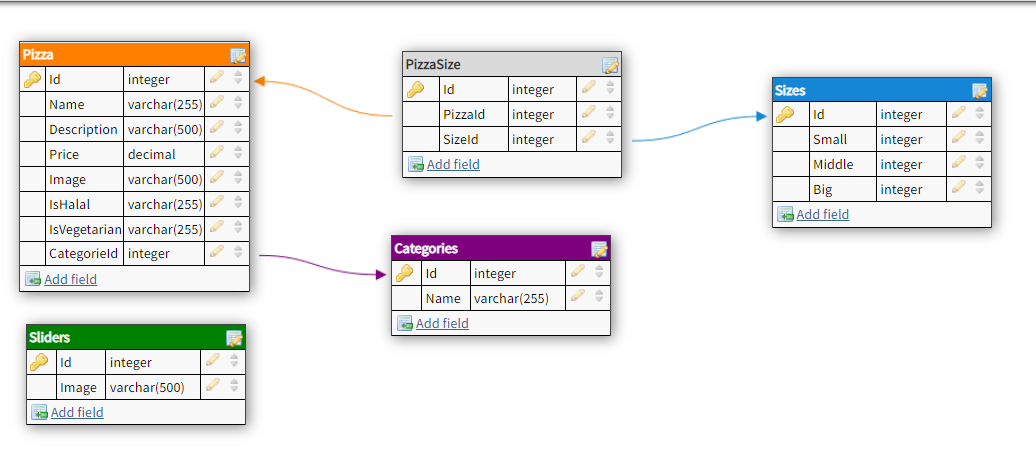 Pizza
Id integer
Name varchar(255)
Description varchar(500)
Price decimal
Image varchar(500)
IsHalal varchar(255)
IsVegetarian varchar(255)
CategorieId integer
Add field
PizzaSize
Id integer
PizzaId integer
SizeId integer
Add field
Sizes
Id integer
Small integer
Middle integer
Big integer
Add field
Categories
Id integer
Name varchar(255)
Add field
Sliders
Id integer
Image varchar(500)
Add field